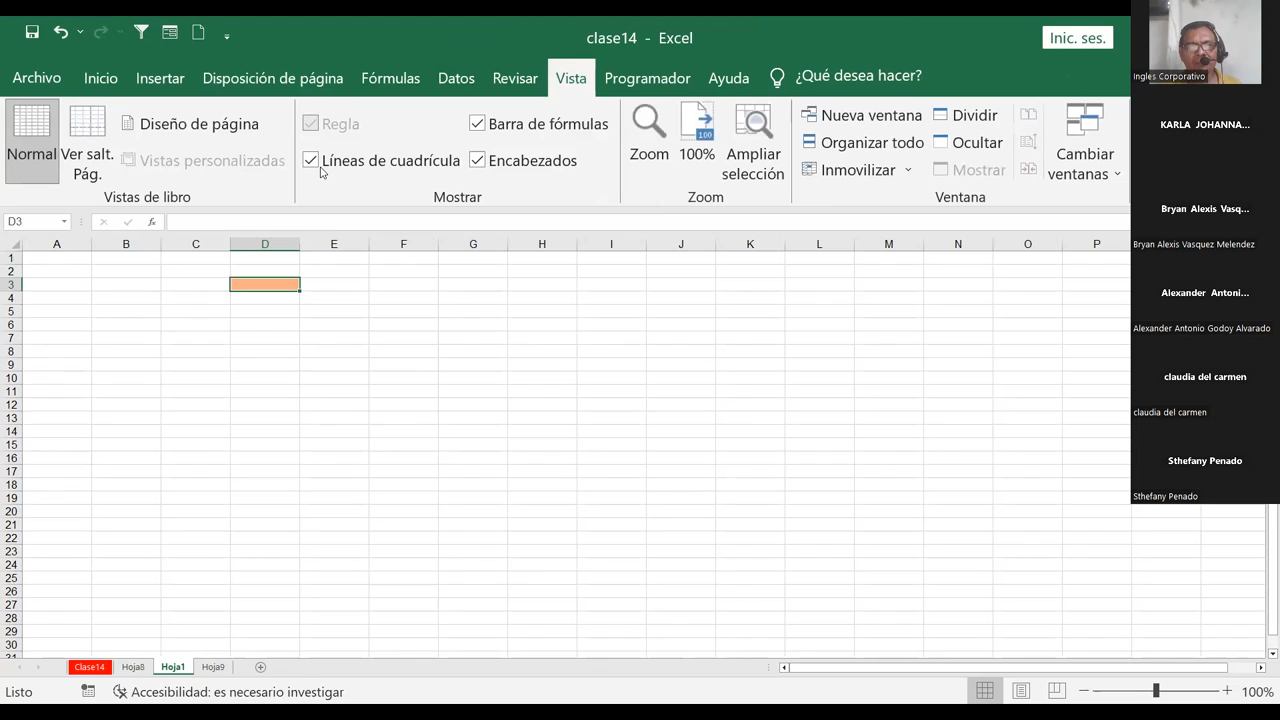 clase14 - Excel
Inic. ses.
Archivo Inicio Insertar Disposición de página Fórmulas Datos Revisar Vista Programador Ayuda ¿Qué desea hacer?
Normal
Ver salt. Pág.
Diseño de página
Vistas personalizadas
Vistas de libro
Regla
Líneas de cuadrícula
Barra de fórmulas
Encabezados
Mostrar
Zoom
100
100%
Ampliar selección
Zoom
Nueva ventana
Organizar todo
Inmovilizar
Dividir
Ocultar
Mostrar
Cambiar ventanas
Ventana
D3
fx
A B C D E F G H I J K L M N O P
1
2
3
4
5
6
7
8
9
10
11
12
13
14
15
16
17
18
19
20
21
22
23
24
25
26
27
28
29
30
31
Clase14 Hoja8 Hoja1 Hoja9
Listo
Accesibilidad: es necesario investigar
100%
Ingles Corporativo
KARLA JOHANNA...
Bryan Alexis Vasq...
Bryan Alexis Vasquez Melendez
Alexander Antoni...
Alexander Antonio Godoy Alvarado
claudia del carmen
claudia del carmen
Sthefany Penado
Sthefany Penado